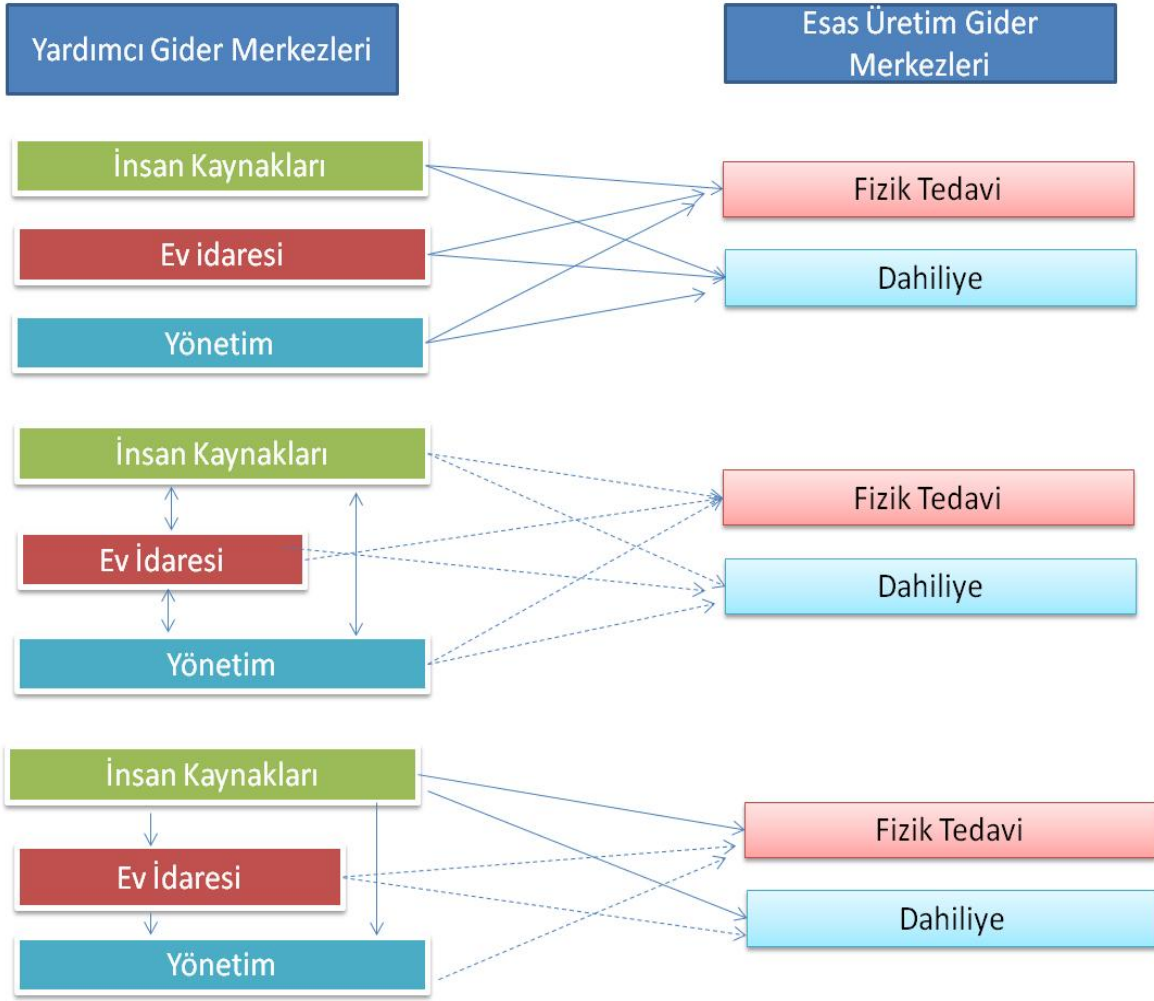 Yardımcı Gider Merkezleri
Esas Üretim Gider
Merkezleri
İnsan Kaynakları
Fizik Tedavi
Ev idaresi
Dahiliye
Yönetim
İnsan Kaynakları
Fizik Tedavi
Ev İdaresi
Dahiliye
Yönetim
İnsan Kaynakları
Fizik Tedavi
Ev İdaresi
Dahiliye
Yönetim